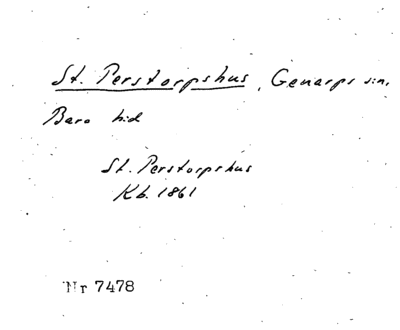 St. Perstorpshus, Genarps sn,
Bara hd
St. Perstorpshus
Kb. 1861
Nr 7478